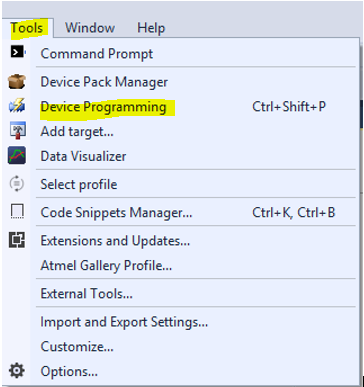 Tools Window Help
Command Prompt
Device Pack Manager
Device Programming Ctrl+Shift+P
Add target...
Data Visualizer
Select profile
Code Snippets Manager... Ctrl+K, Ctrl+B
Extensions and Updates...
Atmel Gallery Profile...
External Tools...
Import and Export Settings...
Customize...
Options...